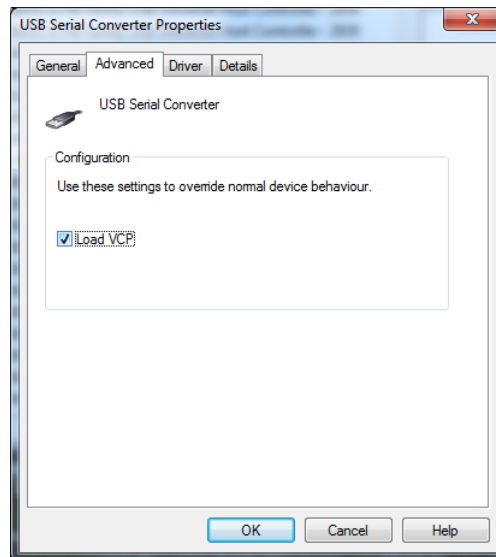 USB Serial Converter Properties
General Advanced Driver Details
USB Serial Converter
Configuration
Use these settings to override normal device behaviour.
Load VCP
OK Cancel Help